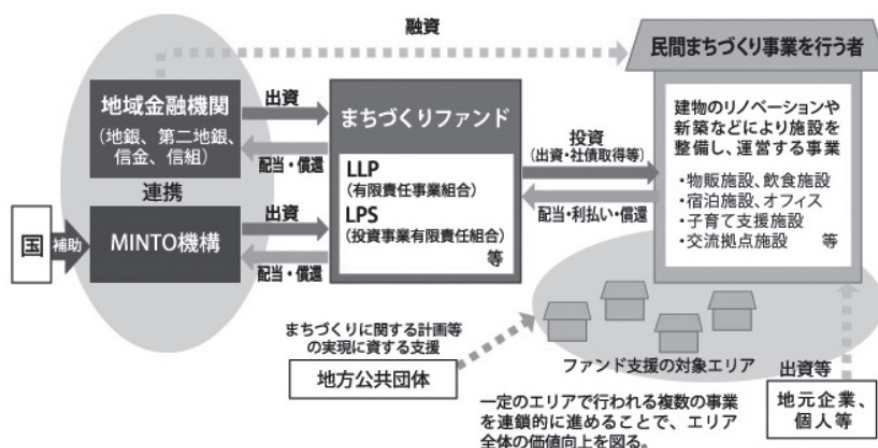 融資
民間まちづくり事業を行う者
地域金融機関
(地銀、第二地銀、
信金、信組)
出資
配当・償還
連携
国
補助
MINTO機構
出資
配当・償還
まちづくりファンド
LLP
(有限責任事業組合)
LPS
(投資事業有限責任組合)
等
投資
(出資・社債取得等)
配当・利払い・償還
建物のリノベーションや
新築などにより施設を
整備し、運営する事業
・物販施設、飲食施設
・宿泊施設、オフィス
・子育て支援施設
・交流拠点施設 等
まちづくりに関する計画等
の実現に資する支援
地方公共団体
ファンド支援の対象エリア
一定のエリアで行われる複数の事業
を連鎖的に進めることで、エリア
全体の価値向上を図る。
出資等
地元企業、
個人等